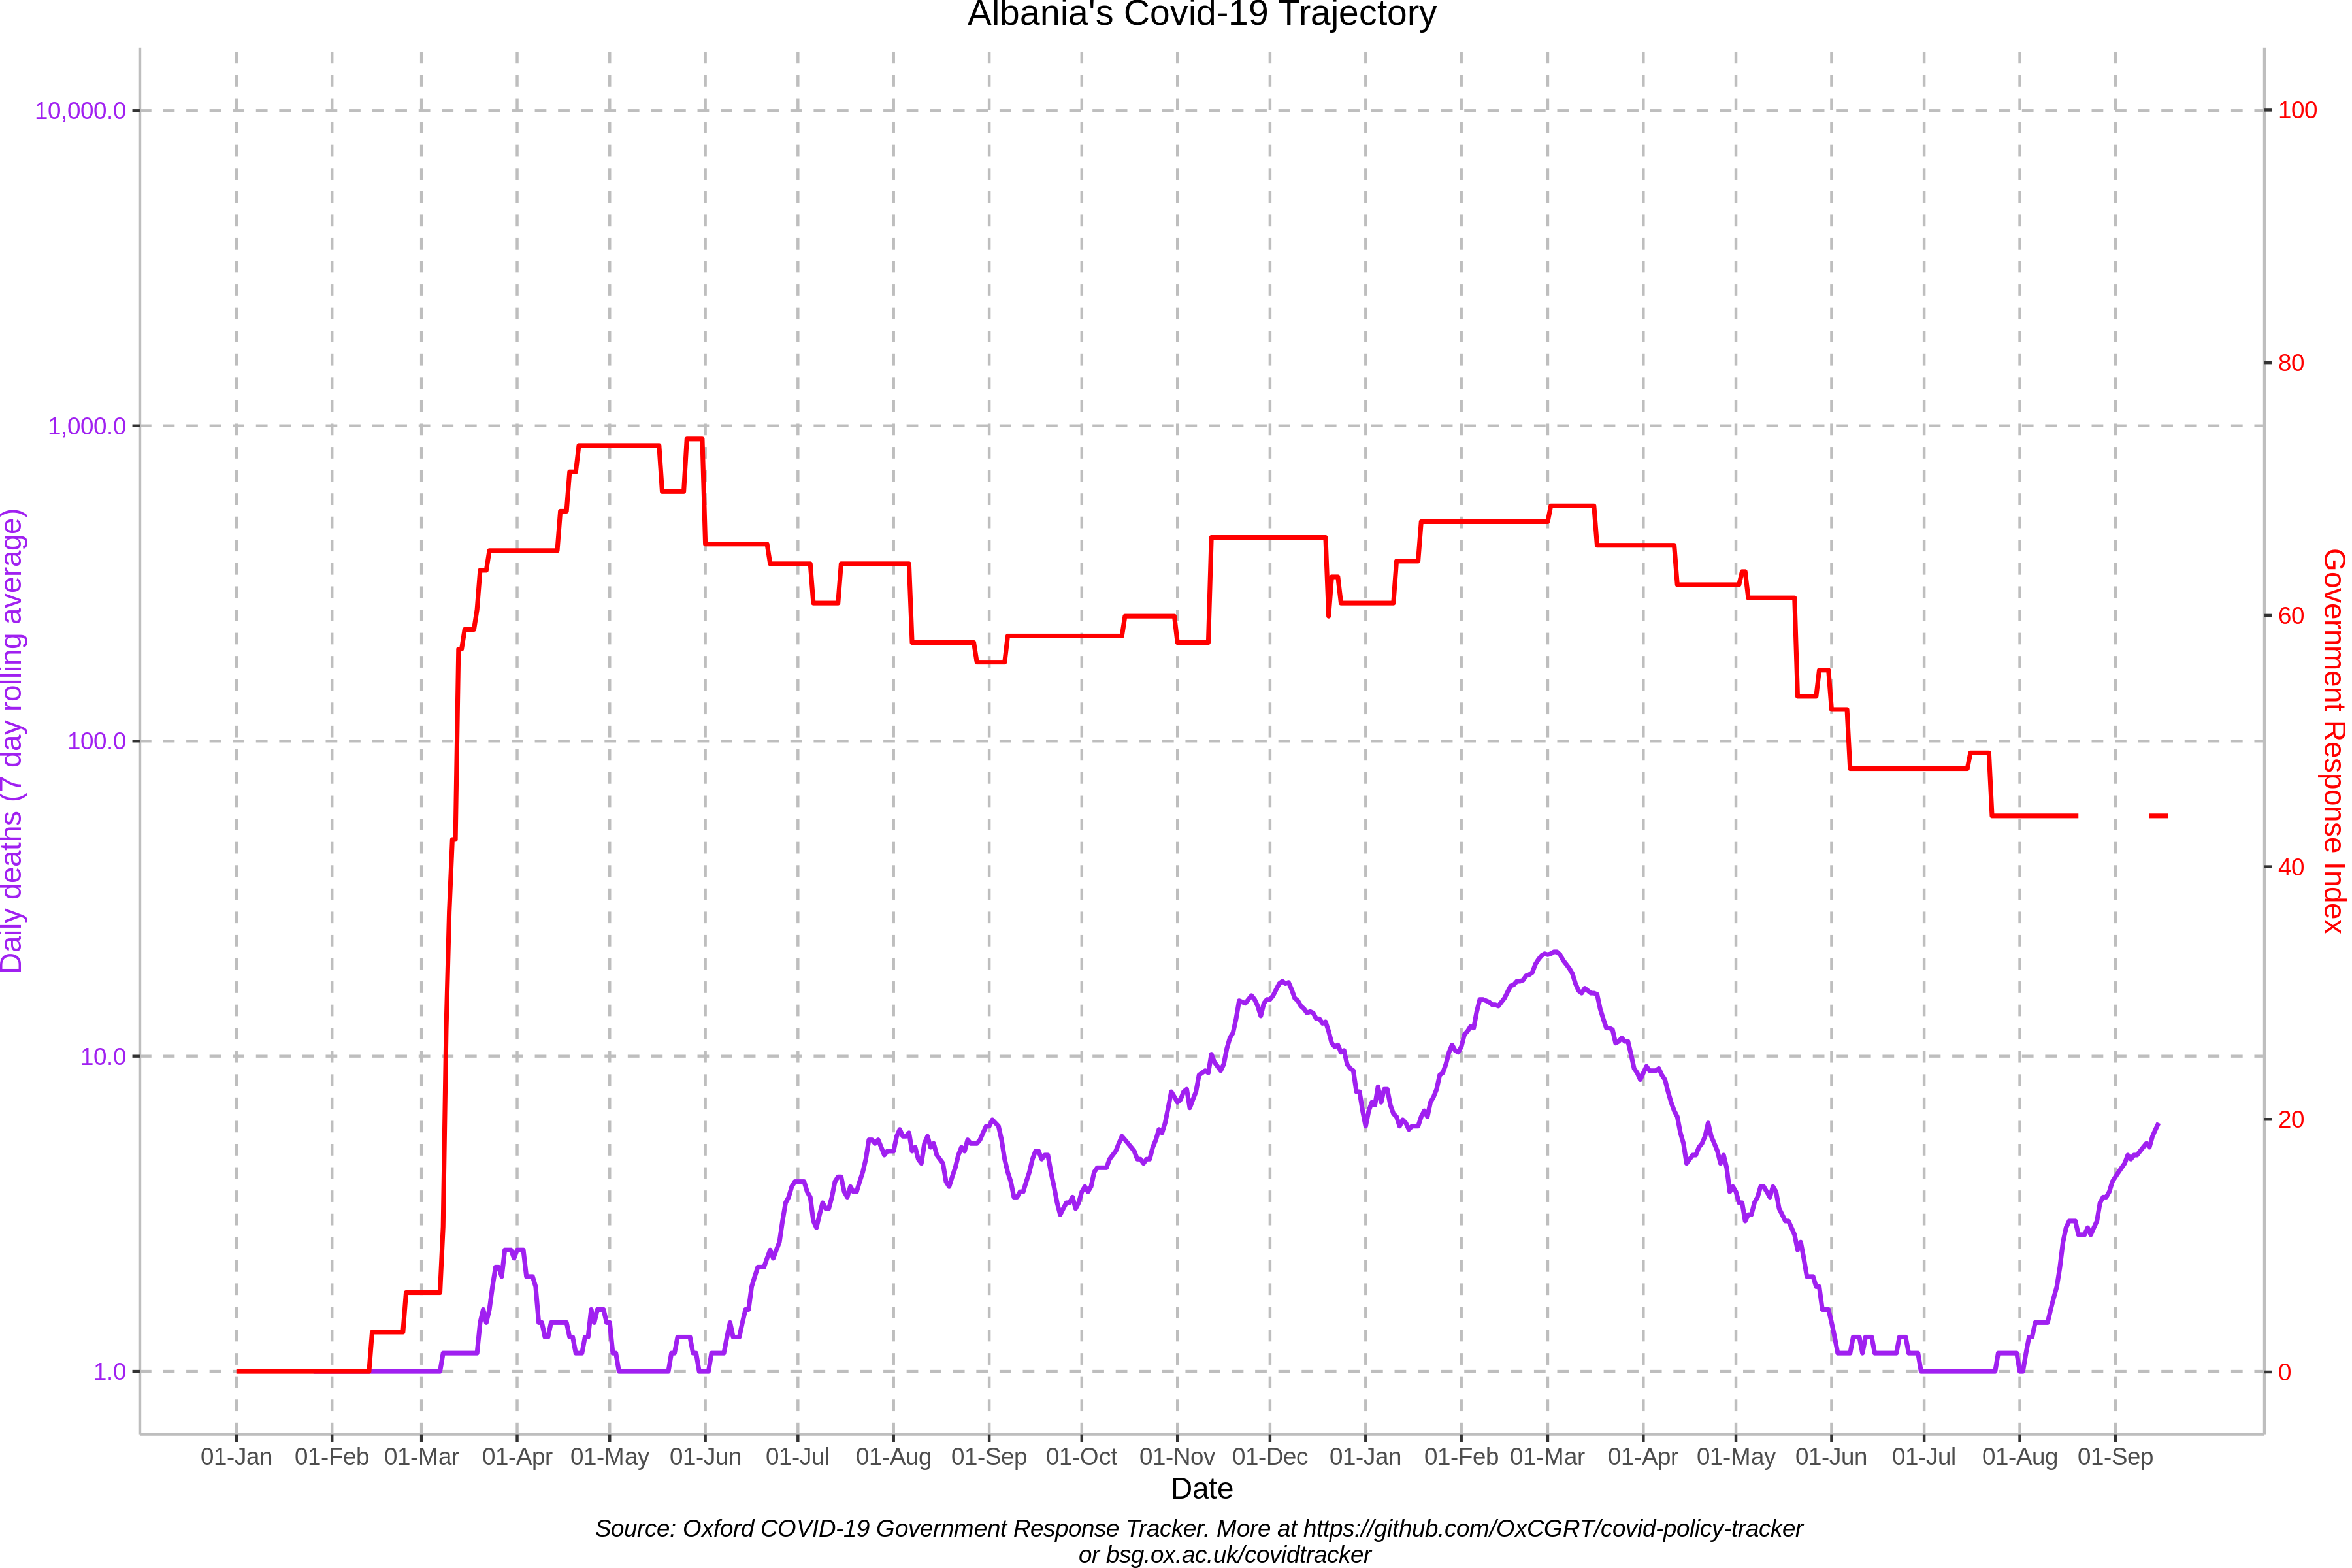 Albania's Covid-19 Trajectory
10,000.0
1,000.0
100.0
10.0
1.0
Daily deaths (7 day rolling average)
100
80
60
40
20
0
Government Response Index
01-Jan 01-Feb 01-Mar 01-Apr 01-May 01-Jun 01-Jul 01-Aug 01-Sep 01-Oct 01-Nov 01-Dec 01-Jan 01-Feb 01-Mar 01-Apr 01-May 01-Jun 01-Jul 01-Aug 01-Sep
Date
Source: Oxford COVID-19 Government Response Tracker. More at https://github.com/OxCGRT/covid-policy-tracker
or bsg.ox.ac.uk/covidtracker